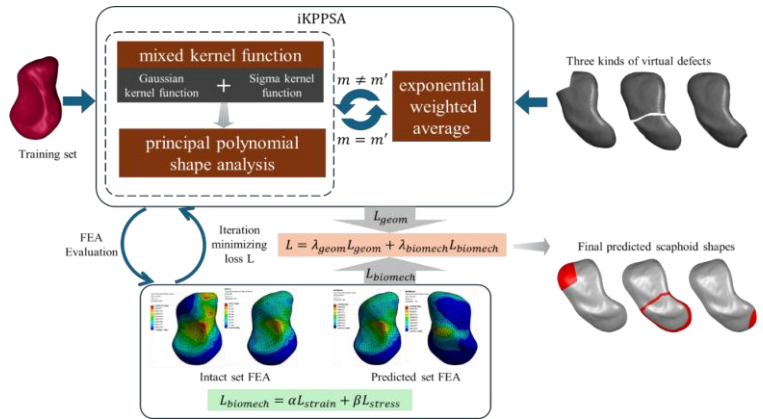 iKPPSA
mixed kernel function
Gaussian
kernel function
+
Sigma kernel
function
principal polynomial
shape analysis
m ≠ m′
m = m′
exponential
weighted
average
Training set
Three kinds of virtual defects
FEA
Evaluation
Iteration
minimizing
loss L
L_geom
L = λ_geom L_geom + λ_biomech L_biomech
L_biomech
Final predicted scaphoid shapes
Intact set FEA
Predicted set FEA
L_biomech = αL_strain + βL_stress